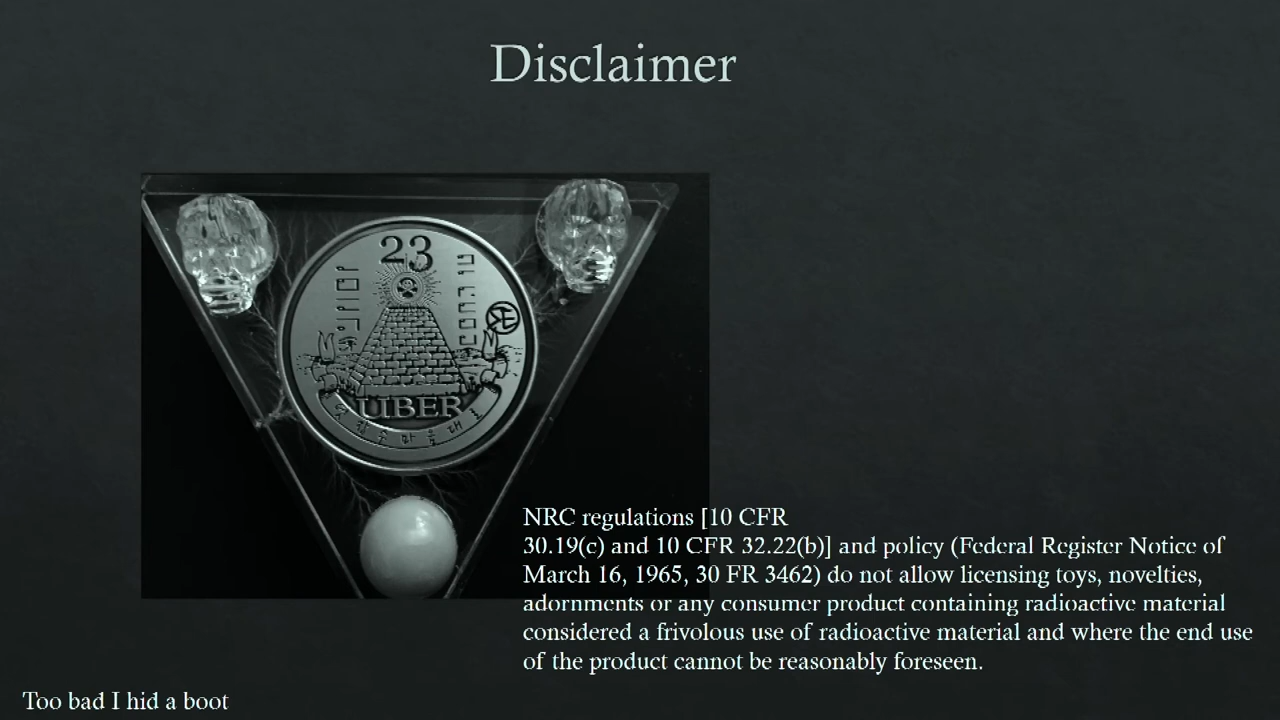 Disclaimer
23
UBER
NRC regulations [10 CFR
30.19(c) and 10 CFR 32.22(b)] and policy (Federal Register Notice of
March 16, 1965, 30 FR 3462) do not allow licensing toys, novelties,
adornments or any consumer product containing radioactive material
considered a frivolous use of radioactive material and where the end use
of the product cannot be reasonably foreseen.
Too bad I hid a boot